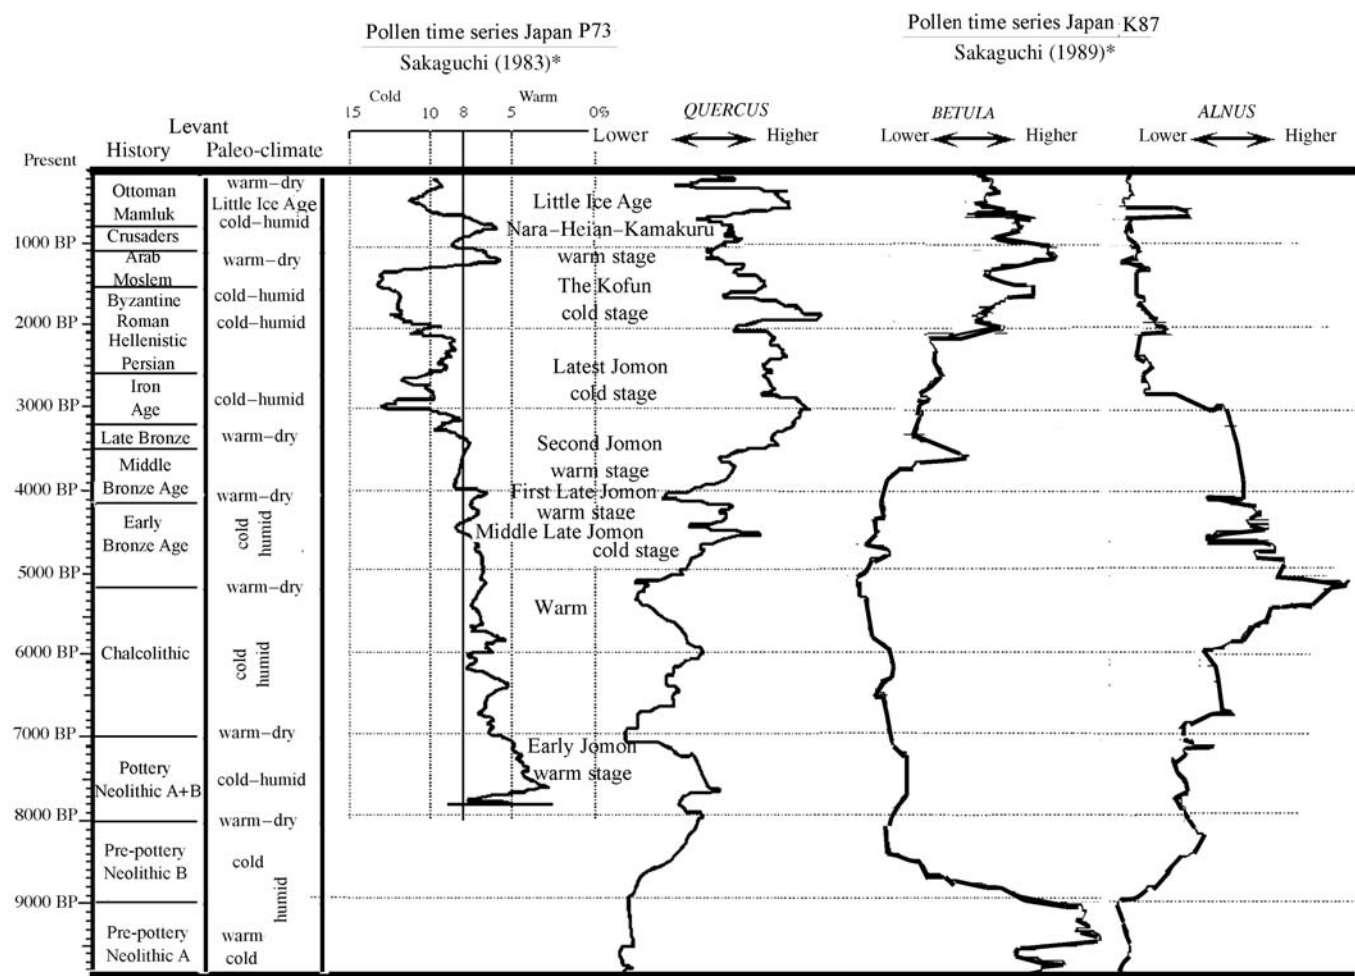 Pollen time series Japan P73
Sakaguchi (1983)*
Pollen time series Japan K87
Sakaguchi (1989)*
Cold
Warm
15
10
8
5
0%
QUERCUS
Lower
Higher
BETULA
Lower
Higher
ALNUS
Lower
Higher
Levant
History
Paleo-climate
Present
1000 BP
2000 BP
3000 BP
4000 BP
5000 BP
6000 BP
7000 BP
8000 BP
9000 BP
Ottoman
Mamluk
Crusaders
Arab
Moslem
Byzantine
Roman
Hellenistic
Persian
Iron
Age
Late Bronze
Middle
Bronze Age
Early
Bronze Age
Chalcolithic
Pottery
Neolithic A+B
Pre-pottery
Neolithic B
Pre-pottery
Neolithic A
warm-dry
Little Ice Age
cold-humid
warm-dry
cold-humid
cold-humid
cold-humid
warm-dry
warm-dry
cold
humid
warm-dry
cold
humid
warm-dry
cold-humid
warm-dry
cold
humid
warm
cold
Little Ice Age
Nara-Heian-Kamakuru
warm stage
The Kofun
cold stage
Latest Jomon
cold stage
Second Jomon
warm stage
First Late Jomon
warm stage
Middle Late Jomon
cold stage
Warm
Early Jomon
warm stage